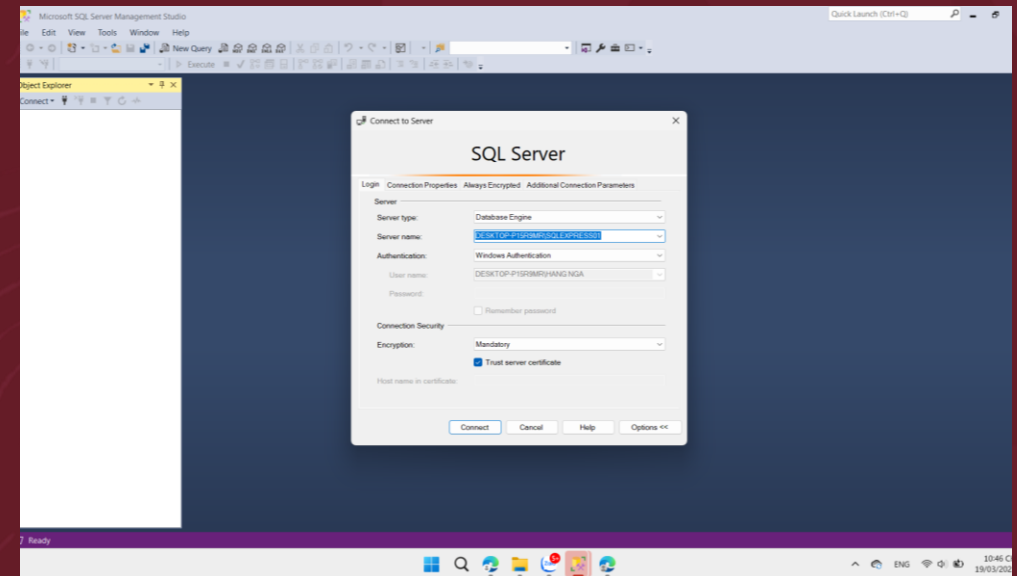 Microsoft SQL Server Management Studio
Quick Launch (Ctrl+Q)
ile Edit View Tools Window Help
New Query
Execute
Object Explorer
Connect
Connect to Server
SQL Server
Login Connection Properties Always Encrypted Additional Connection Parameters
Server
Server type: Database Engine
Server name: DESKTOP-P15R9MR\SQLEXPRESS01
Authentication: Windows Authentication
User name: DESKTOP-P15R9MR\HANG NGA
Password:
Remember password
Connection Security
Encryption: Mandatory
Trust server certificate
Host name in certificate:
Connect Cancel Help Options <<
Ready
5+
ENG
10:46 C
19/03/202